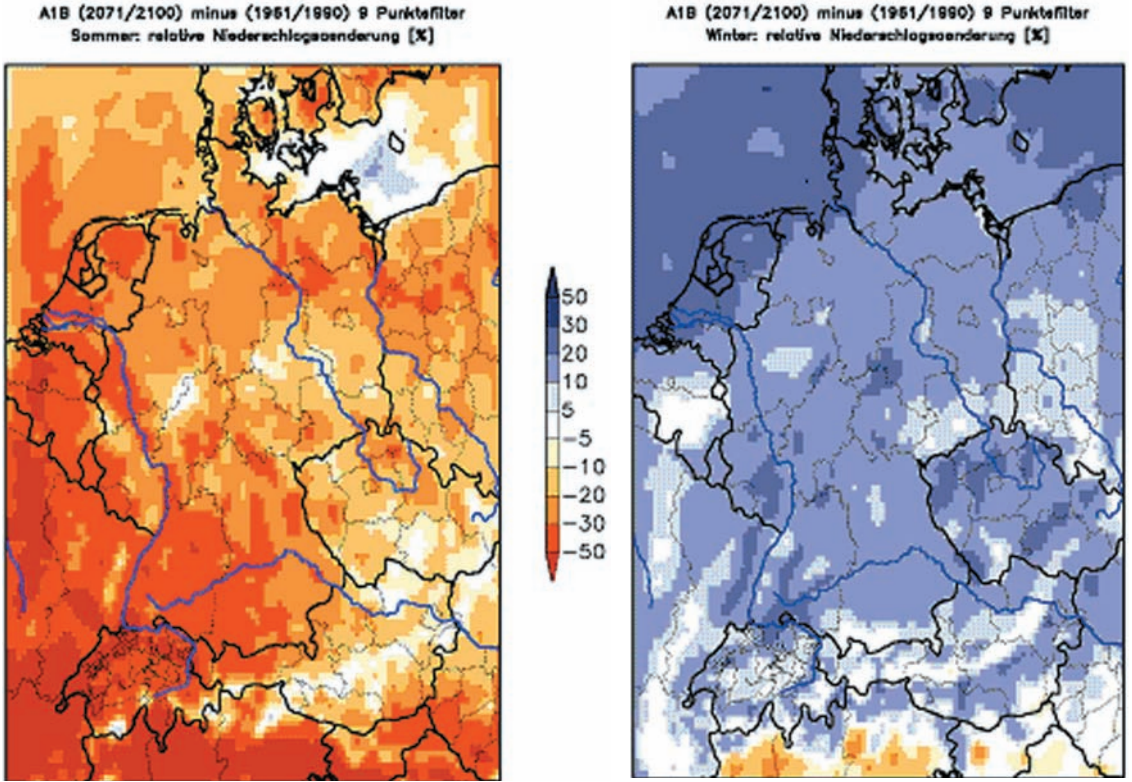 A1B (2071/2100) minus (1961/1990) 9 Punktefilter
Sommer: relative Niederschlagsaenderung [%]
A1B (2071/2100) minus (1961/1990) 9 Punktefilter
Winter: relative Niederschlagsaenderung [%]
50
30
20
10
5
−5
−10
−20
−30
−50